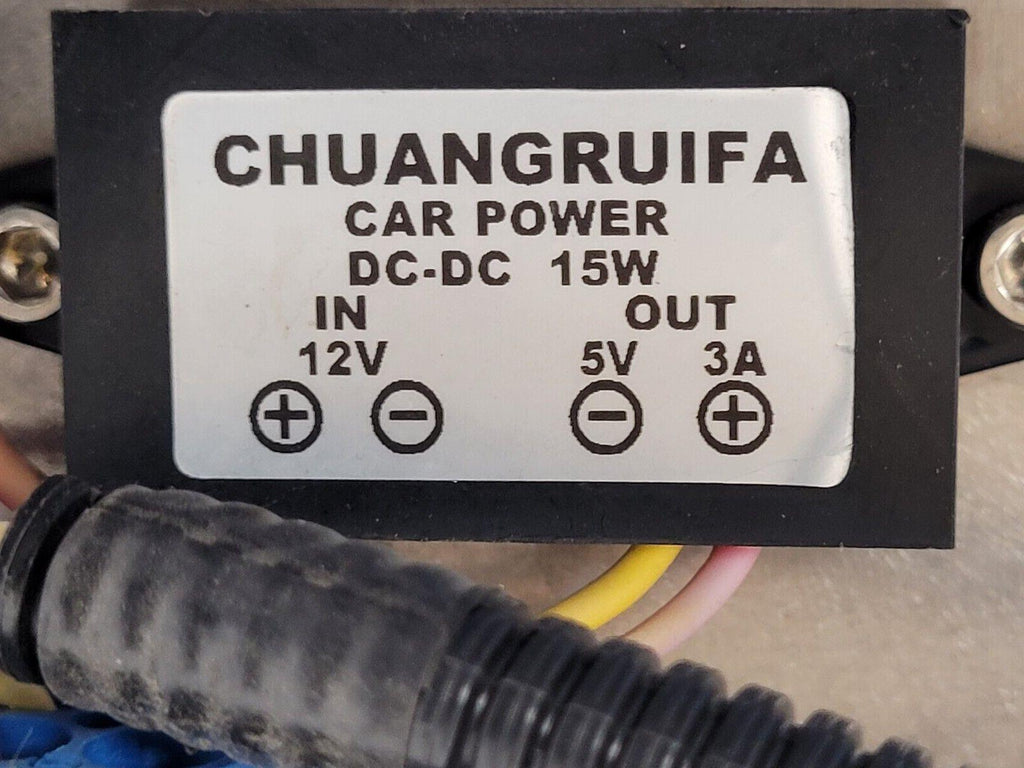 CHUANGRUIFA
CAR POWER
DC-DC 15W
IN OUT
12V 5V 3A
⊕ ⊖ ⊖ ⊕